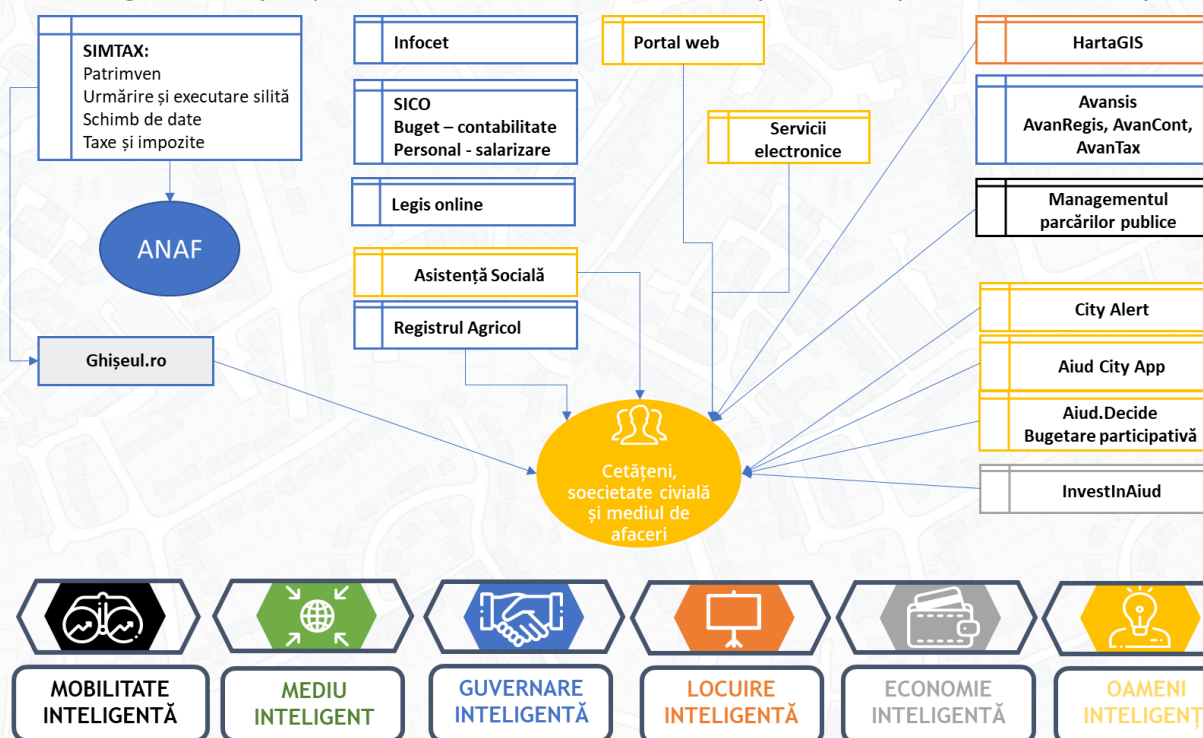 SIMTAX:
Patrimven
Urmărire și executare silită
Schimb de date
Taxe și impozite
ANAF
Ghișeul.ro
Infocet
SICO
Buget – contabilitate
Personal - salarizare
Legis online
Asistență Socială
Registrul Agricol
Portal web
Servicii
electronice
HartaGIS
Avansis
AvanRegis, AvanCont,
AvanTax
Managementul
parcărilor publice
City Alert
Aiud City App
Aiud.Decide
Bugetare participativă
InvestInAiud
Cetățeni,
soecietate civială
și mediul de
afaceri
MOBILITATE
INTELIGENTĂ
MEDIU
INTELIGENT
GUVERNARE
INTELIGENTĂ
LOCUIRE
INTELIGENTĂ
ECONOMIE
INTELIGENTĂ
OAMENI
INTELIGENȚ